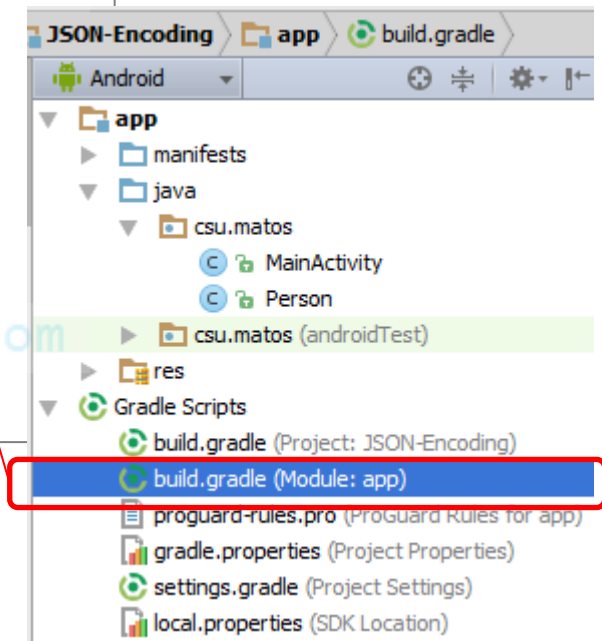 JSON-Encoding app build.gradle
Android
app
manifests
java
csu.matos
C MainActivity
C Person
om
csu.matos (androidTest)
res
Gradle Scripts
build.gradle (Project: JSON-Encoding)
build.gradle (Module: app)
proguard-rules.pro (ProGuard Rules for app)
gradle.properties (Project Properties)
settings.gradle (Project Settings)
local.properties (SDK Location)